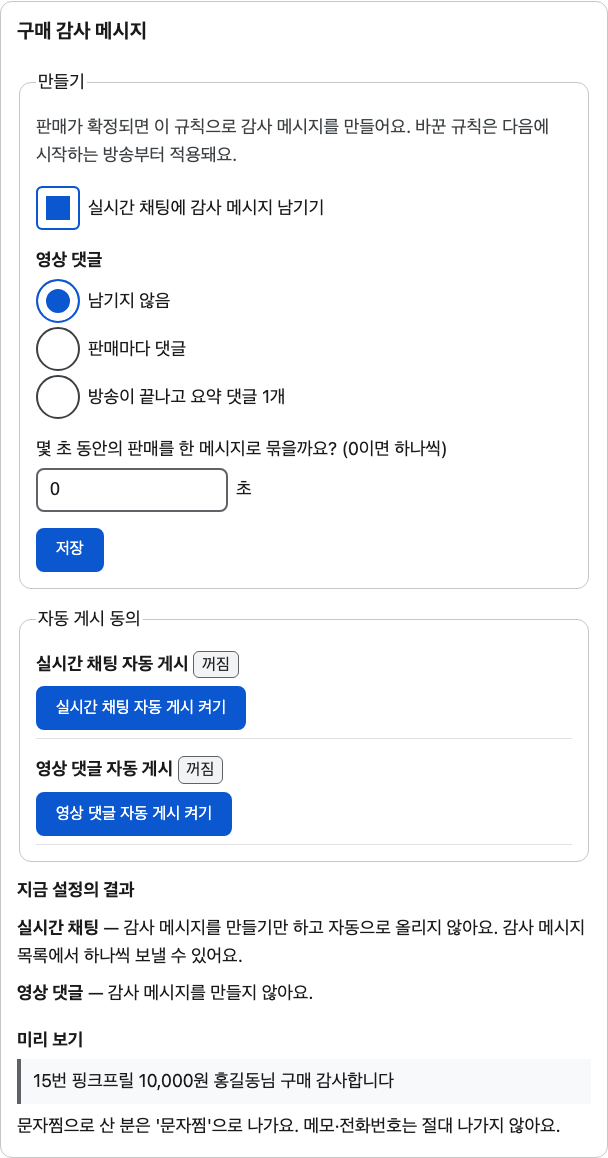 구매 감사 메시지
만들기
판매가 확정되면 이 규칙으로 감사 메시지를 만들어요. 바꾼 규칙은 다음에
시작하는 방송부터 적용돼요.
실시간 채팅에 감사 메시지 남기기
영상 댓글
남기지 않음
판매마다 댓글
방송이 끝나고 요약 댓글 1개
몇 초 동안의 판매를 한 메시지로 묶을까요? (0이면 하나씩)
0 초
저장
자동 게시 동의
실시간 채팅 자동 게시 꺼짐
실시간 채팅 자동 게시 켜기
영상 댓글 자동 게시 꺼짐
영상 댓글 자동 게시 켜기
지금 설정의 결과
실시간 채팅 — 감사 메시지를 만들기만 하고 자동으로 올리지 않아요. 감사 메시지
목록에서 하나씩 보낼 수 있어요.
영상 댓글 — 감사 메시지를 만들지 않아요.
미리 보기
15번 핑크프릴 10,000원 홍길동님 구매 감사합니다
문자찜으로 산 분은 '문자찜'으로 나가요. 메모·전화번호는 절대 나가지 않아요.